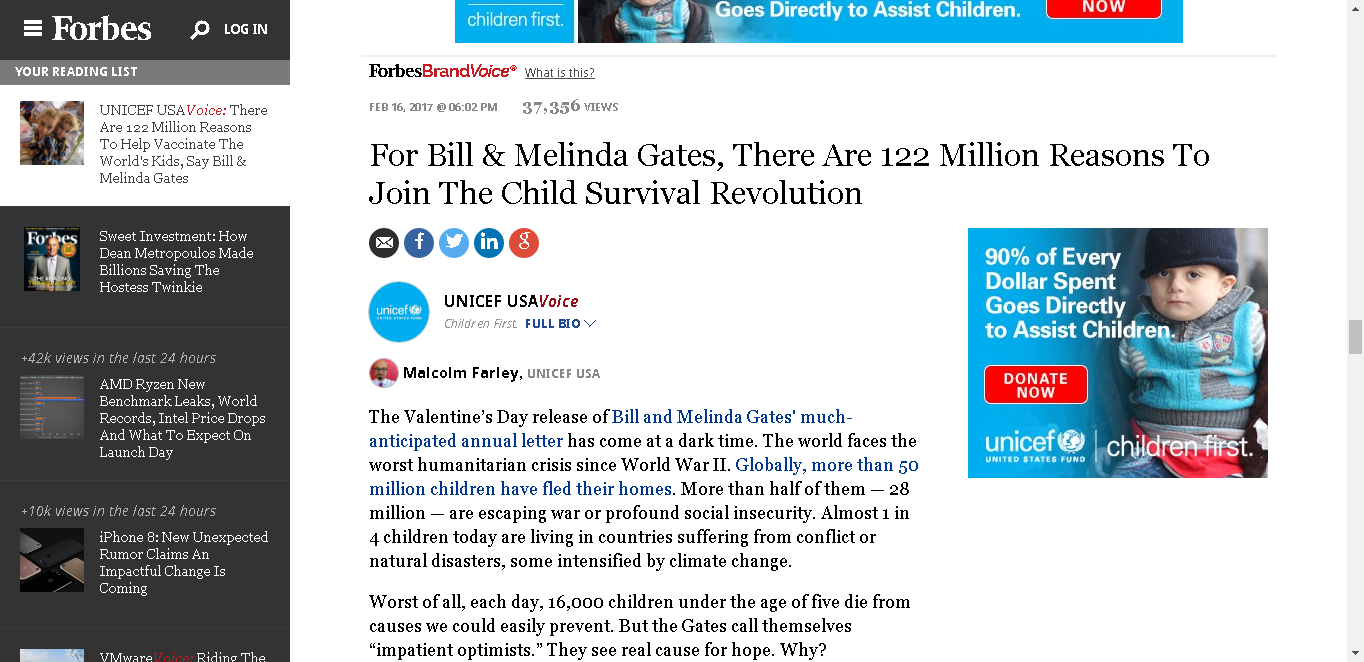 Forbes
LOG IN
YOUR READING LIST
UNICEF USAVoice: There
Are 122 Million Reasons
To Help Vaccinate The
World's Kids, Say Bill &
Melinda Gates
Forbes
Sweet Investment: How
Dean Metropoulos Made
Billions Saving The
Hostess Twinkie
+42k views in the last 24 hours
AMD Ryzen New
Benchmark Leaks, World
Records, Intel Price Drops
And What To Expect On
Launch Day
+10k views in the last 24 hours
iPhone 8: New Unexpected
Rumor Claims An
Impactful Change Is
Coming
VMwareVoice: Riding The
children first.
Goes Directly to Assist Children.
NOW
ForbesBrandVoice® What is this?
FEB 16, 2017 @ 06:02 PM 37,356 VIEWS
For Bill & Melinda Gates, There Are 122 Million Reasons To
Join The Child Survival Revolution
f
in
g
unicef
UNITED STATES FUND
UNICEF USAVoice
Children First. FULL BIO
Malcolm Farley, UNICEF USA
The Valentine’s Day release of Bill and Melinda Gates' much-
anticipated annual letter has come at a dark time. The world faces the
worst humanitarian crisis since World War II. Globally, more than 50
million children have fled their homes. More than half of them — 28
million — are escaping war or profound social insecurity. Almost 1 in
4 children today are living in countries suffering from conflict or
natural disasters, some intensified by climate change.
Worst of all, each day, 16,000 children under the age of five die from
causes we could easily prevent. But the Gates call themselves
“impatient optimists.” They see real cause for hope. Why?
90% of Every
Dollar Spent
Goes Directly
to Assist Children.
DONATE
NOW
unicef
UNITED STATES FUND
children first.